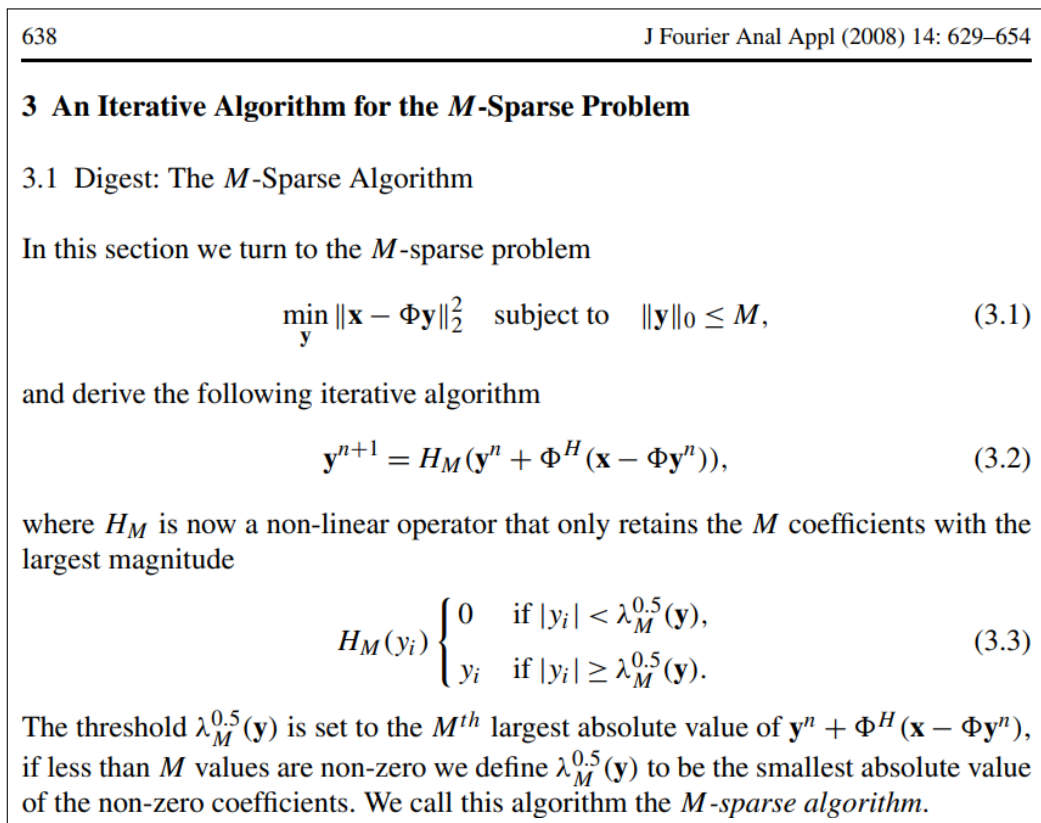 638 J Fourier Anal Appl (2008) 14: 629–654
3 An Iterative Algorithm for the M-Sparse Problem
3.1 Digest: The M-Sparse Algorithm
In this section we turn to the M-sparse problem
min_y ‖x − Φy‖₂² subject to ‖y‖₀ ≤ M, (3.1)
and derive the following iterative algorithm
yⁿ⁺¹ = H_M(yⁿ + Φᴴ(x − Φyⁿ)), (3.2)
where H_M is now a non-linear operator that only retains the M coefficients with the
largest magnitude
H_M(y_i) { 0 if |y_i| < λ_M^{0.5}(y),
y_i if |y_i| ≥ λ_M^{0.5}(y). (3.3)
The threshold λ_M^{0.5}(y) is set to the Mᵗʰ largest absolute value of yⁿ + Φᴴ(x − Φyⁿ),
if less than M values are non-zero we define λ_M^{0.5}(y) to be the smallest absolute value
of the non-zero coefficients. We call this algorithm the M-sparse algorithm.